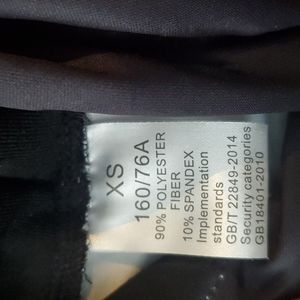 XS
160/76A
90% POLYESTER
FIBER
10% SPANDEX
Implementation
standards
GB/T 22849-2014
Security categories
GB18401-2010